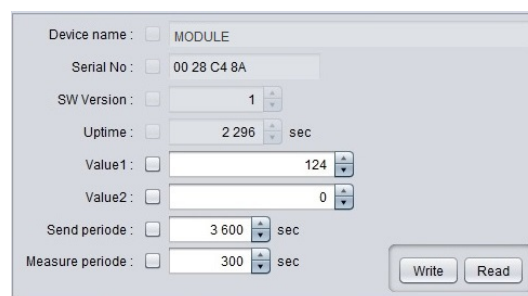 Device name : MODULE
Serial No : 00 28 C4 8A
SW Version : 1
Uptime : 2 296 sec
Value1 : 124
Value2 : 0
Send periode : 3 600 sec
Measure periode : 300 sec
Write Read